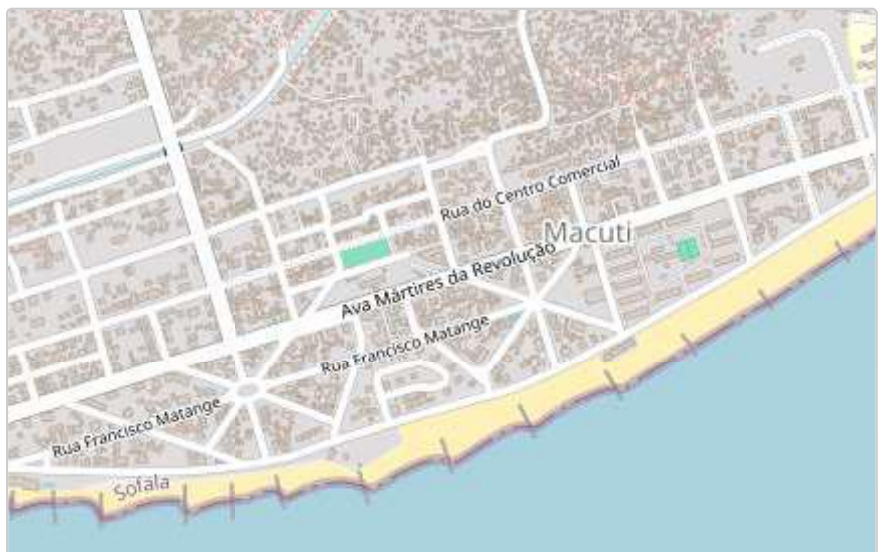 Rua do Centro Comercial
Macuti
Ava Mártires da Revolução
Rua Francisco Matange
Rua Francisco Matange
Sofala